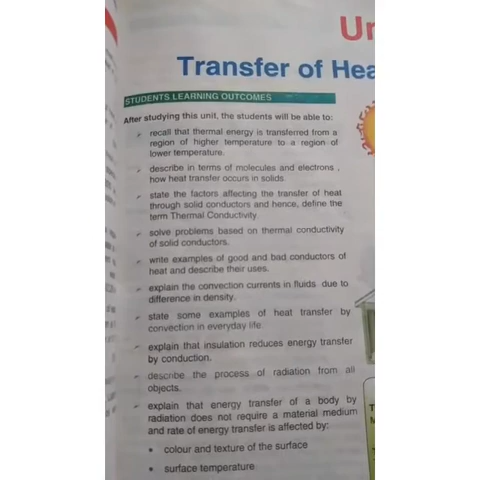 Un
Transfer of Hea
STUDENTS LEARNING OUTCOMES
After studying this unit, the students will be able to:
recall that thermal energy is transferred from a
region of higher temperature to a region of
lower temperature.
describe in terms of molecules and electrons ,
how heat transfer occurs in solids.
state the factors affecting the transfer of heat
through solid conductors and hence, define the
term Thermal Conductivity
solve problems based on thermal conductivity
of solid conductors.
write examples of good and bad conductors of
heat and describe their uses.
explain the convection currents in fluids due to
difference in density.
state some examples of heat transfer by
convection in everyday life.
explain that insulation reduces energy transfer
by conduction.
describe the process of radiation from all
objects.
explain that energy transfer of a body by
radiation does not require a material medium
and rate of energy transfer is affected by:
• colour and texture of the surface
• surface temperature